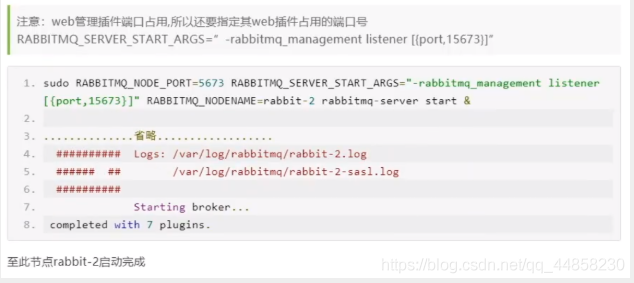 注意：web管理插件端口占用,所以还要指定其web插件占用的端口号
RABBITMQ_SERVER_START_ARGS=“ -rabbitmq_management listener [{port,15673}]”
1. sudo RABBITMQ_NODE_PORT=5673 RABBITMQ_SERVER_START_ARGS="-rabbitmq_management listener
[{port,15673}]" RABBITMQ_NODENAME=rabbit-2 rabbitmq-server start &
2.
3. ..............省略..................
4. ########## Logs: /var/log/rabbitmq/rabbit-2.log
5. ###### ## /var/log/rabbitmq/rabbit-2-sasl.log
6. ##########
7. Starting broker...
8. completed with 7 plugins.
至此节点rabbit-2启动完成
https://blog.csdn.net/qq_44858230